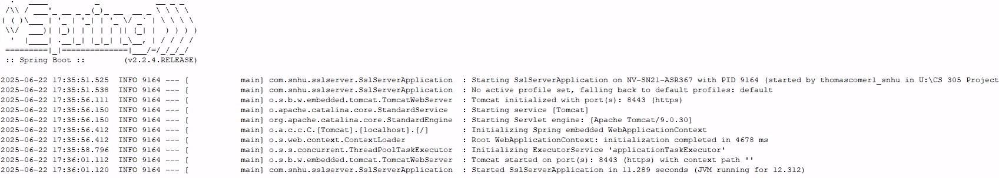 .   ____          _            __ _ _
 /\\ / ___'_ __ _ _(_)_ __  __ _ \ \ \ \
( ( )\___ | '_ | '_| | '_ \/ _` | \ \ \ \
 \\/  ___)| |_)| | | | | || (_| |  ) ) ) )
  '  |____| .__|_| |_|_| |_\__, | / / / /
 =========|_|==============|___/=/_/_/_/
 :: Spring Boot ::        (v2.2.4.RELEASE)

2025-06-22 17:35:51.525  INFO 9164 --- [           main] com.snhu.sslserver.SslServerApplication  : Starting SslServerApplication on NV-SN21-ASR367 with PID 9164 (started by thomascomer1_snhu in U:\CS 305 Project
2025-06-22 17:35:51.538  INFO 9164 --- [           main] com.snhu.sslserver.SslServerApplication  : No active profile set, falling back to default profiles: default
2025-06-22 17:35:56.111  INFO 9164 --- [           main] o.s.b.w.embedded.tomcat.TomcatWebServer  : Tomcat initialized with port(s): 8443 (https)
2025-06-22 17:35:56.150  INFO 9164 --- [           main] o.apache.catalina.core.StandardService   : Starting service [Tomcat]
2025-06-22 17:35:56.150  INFO 9164 --- [           main] org.apache.catalina.core.StandardEngine  : Starting Servlet engine: [Apache Tomcat/9.0.30]
2025-06-22 17:35:56.412  INFO 9164 --- [           main] o.a.c.c.C.[Tomcat].[localhost].[/]       : Initializing Spring embedded WebApplicationContext
2025-06-22 17:35:56.412  INFO 9164 --- [           main] o.s.web.context.ContextLoader            : Root WebApplicationContext: initialization completed in 4678 ms
2025-06-22 17:35:58.796  INFO 9164 --- [           main] o.s.s.concurrent.ThreadPoolTaskExecutor  : Initializing ExecutorService 'applicationTaskExecutor'
2025-06-22 17:36:01.112  INFO 9164 --- [           main] o.s.b.w.embedded.tomcat.TomcatWebServer  : Tomcat started on port(s): 8443 (https) with context path ''
2025-06-22 17:36:01.120  INFO 9164 --- [           main] com.snhu.sslserver.SslServerApplication  : Started SslServerApplication in 11.289 seconds (JVM running for 12.312)